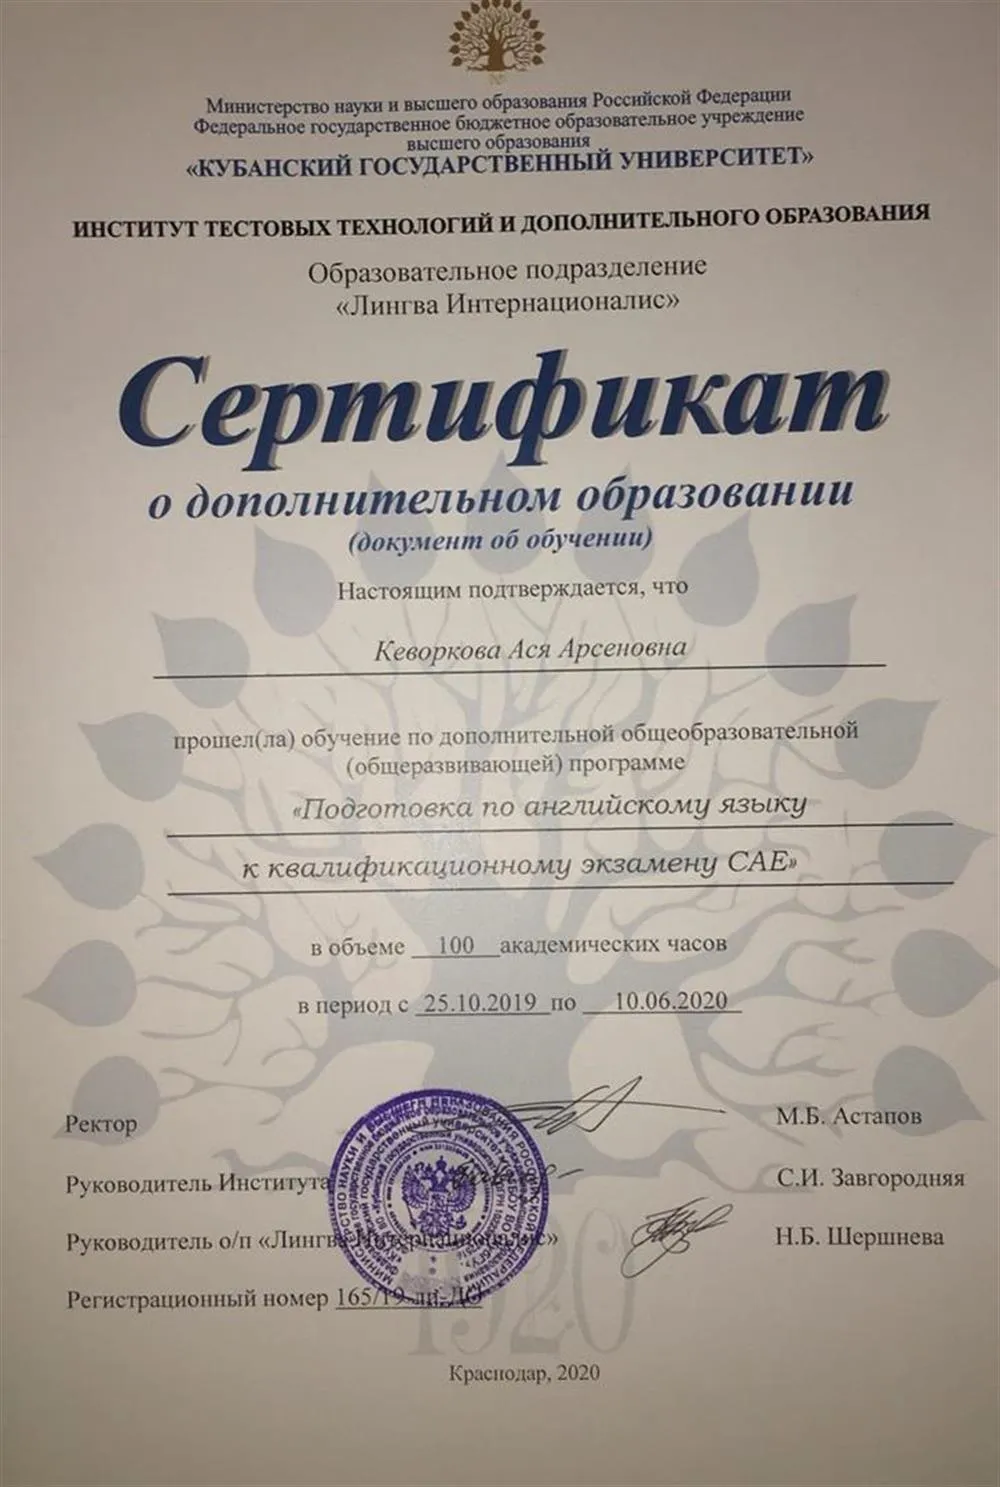 Министерство науки и высшего образования Российской Федерации
Федеральное государственное бюджетное образовательное учреждение
высшего образования
«КУБАНСКИЙ ГОСУДАРСТВЕННЫЙ УНИВЕРСИТЕТ»
ИНСТИТУТ ТЕСТОВЫХ ТЕХНОЛОГИЙ И ДОПОЛНИТЕЛЬНОГО ОБРАЗОВАНИЯ
Образовательное подразделение
«Лингва Интернационалис»
Сертификат
о дополнительном образовании
(документ об обучении)
Настоящим подтверждается, что
Кеворкова Ася Арсеновна
прошел(ла) обучение по дополнительной общеобразовательной
(общеразвивающей) программе
«Подготовка по английскому языку
к квалификационному экзамену CAE»
в объеме 100 академических часов
в период с 25.10.2019 по 10.06.2020
Ректор М.Б. Астапов
Руководитель Института С.И. Завгородняя
Руководитель о/п «Лингва Интернационалис» Н.Б. Шершнева
Регистрационный номер 165/19-ли-ДО
1920
Краснодар, 2020